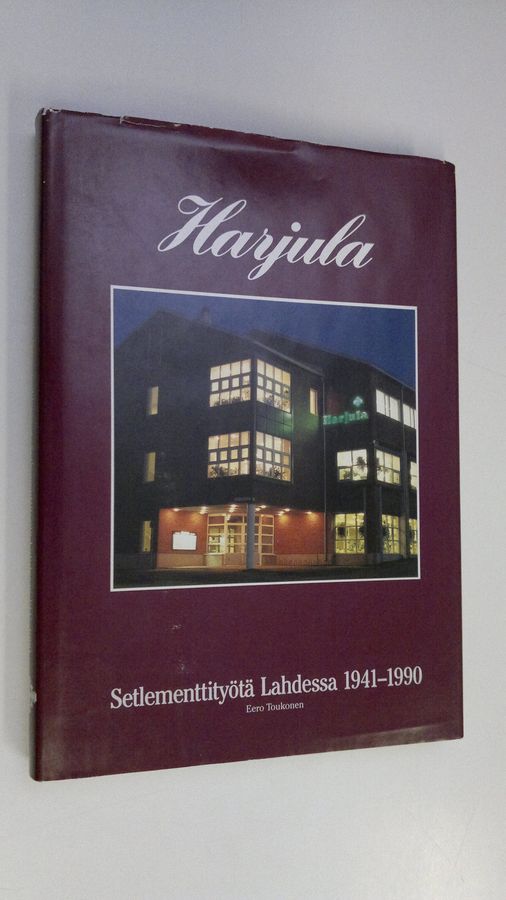 Harjula
Harjula
Setlementtityötä Lahdessa 1941–1990
Eero Toukonen